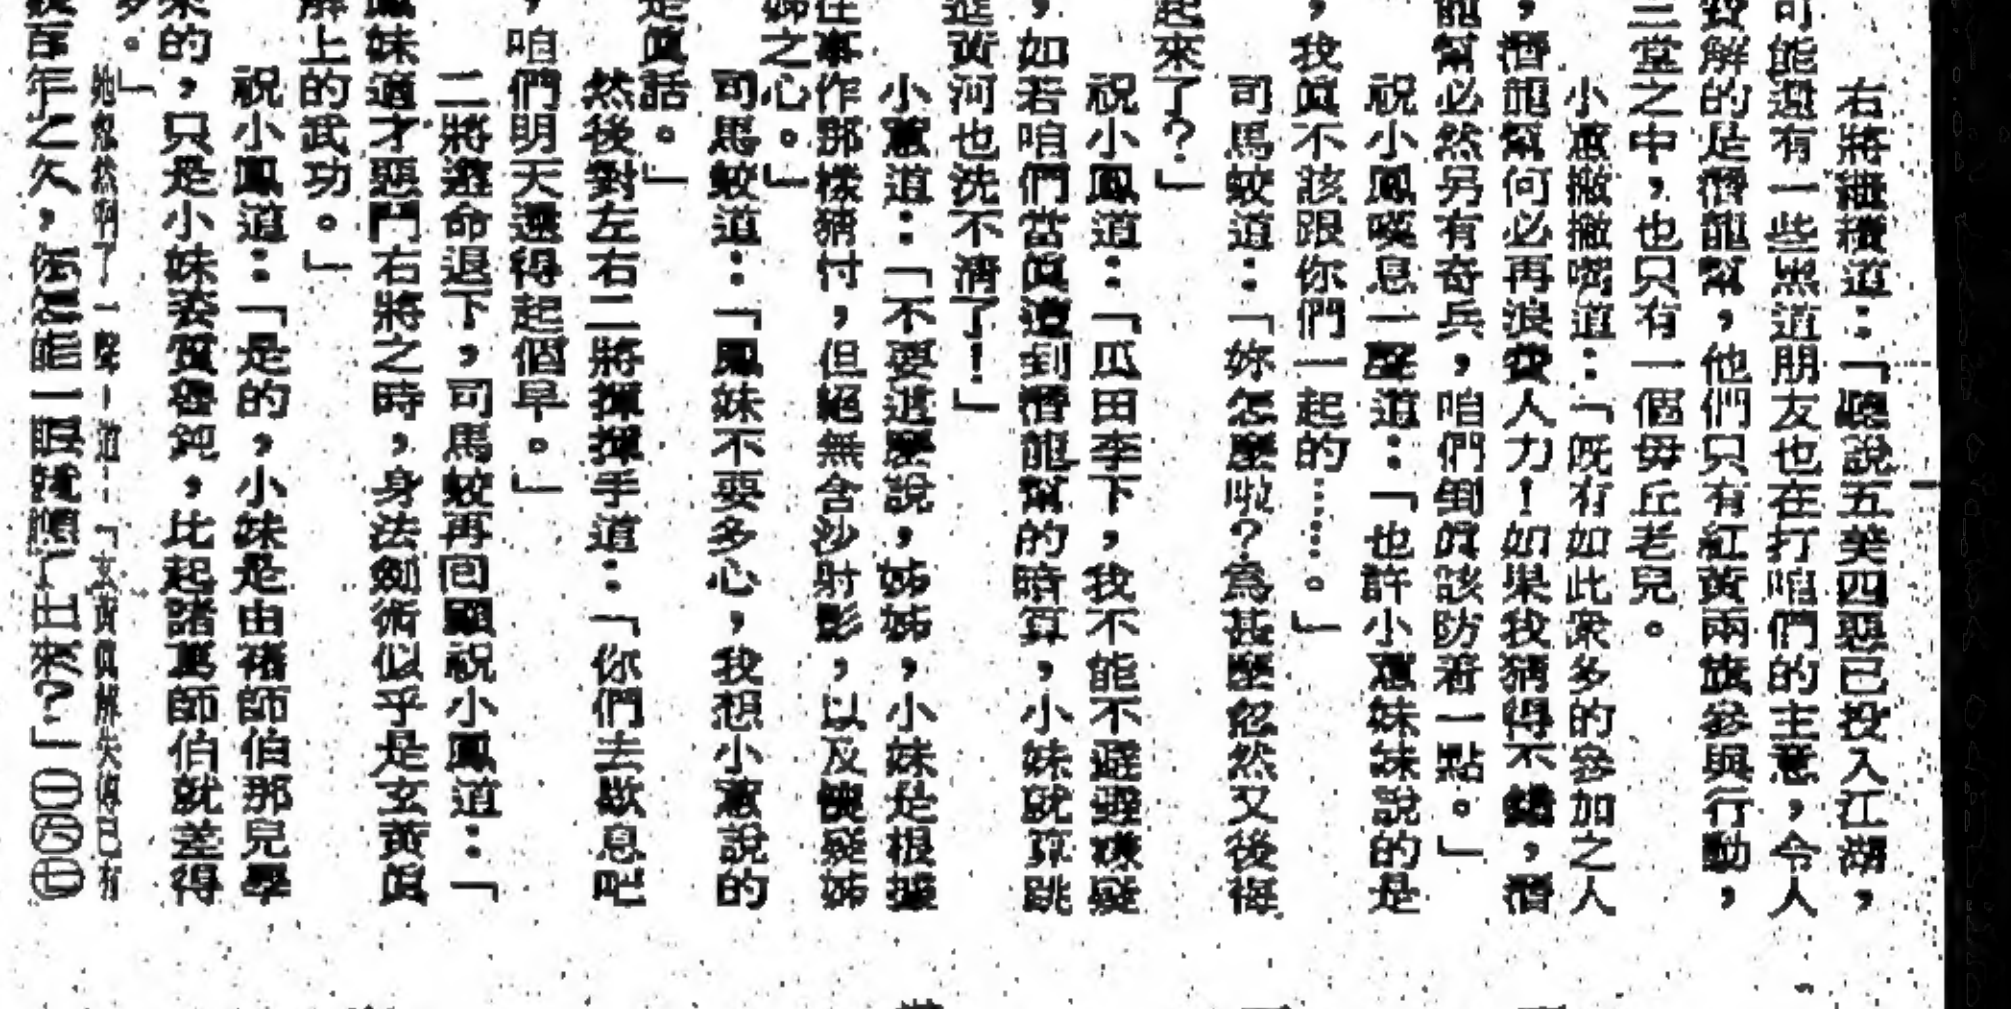 右將繼續道：「聽說五美四惡已投入江湖，
可能還有一些黑道朋友也在打咱們的主意，令人
費解的是潛龍幫，他們只有紅黃兩旗參與行動，
三堂之中，也只有一個毋丘老兒。
小蕙撇撇嘴道：「既有如此衆多的參加之人
，潛龍幫何必再浪費人力！如果我猜得不錯，潛
龍幫必然另有奇兵，咱們倒眞該防着一點。」
祝小鳳嘆息一聲道：「也許小蕙妹妹說的是
，我眞不該跟你們一起的……。」
司馬蛟道：「妳怎麼啦？爲甚麼忽然又後悔
起來了？」
祝小鳳道：「瓜田李下，我不能不避避嫌疑
，如若咱們當眞遭到潛龍幫的暗算，小妹就算跳
進黃河也洗不清了！」
小蕙道：「不要這麼說，姊姊，小妹是根據
往事作那樣猜忖，但絕無含沙射影，以及懷疑姊
姊之心。」
司馬蛟道：「鳳妹不要多心，我想小蕙說的
是眞話。」
然後對左右二將揮揮手道：「你們去歇息吧
，咱們明天還得起個早。」
二將遵命退下，司馬蛟再回顧祝小鳳道：「
鳳妹適才惡鬥右將之時，身法劍術似乎是玄黃眞
解上的武功。」
祝小鳳道：「是的，小妹是由褚師伯那兒學
來的，只是小妹姿質魯鈍，比起諸萬師伯就差得
多。」
他忽然啊了一聲道：「玄黃眞解失傳已有
數百年之久，你怎能一眼就瞧了出來？」㊀㊅㊆